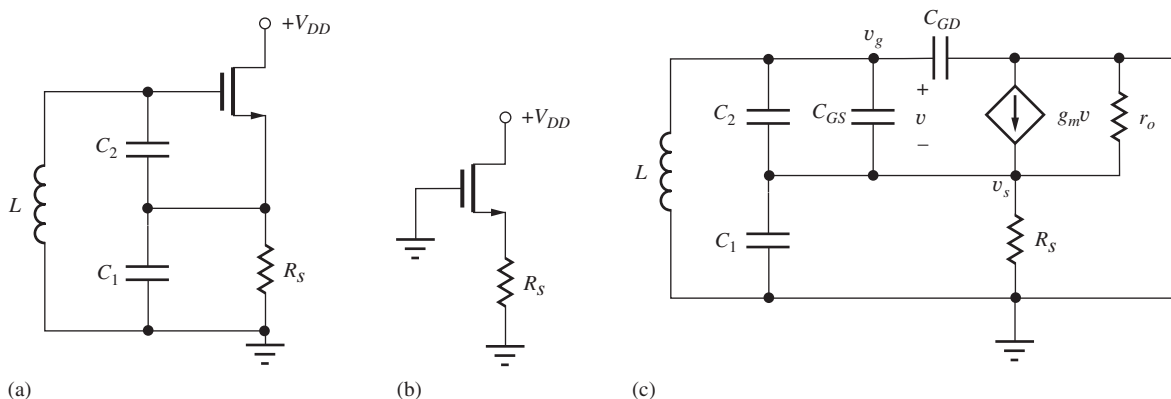 +V_DD
C_2
L
C_1
R_S
(a)
+V_DD
R_S
(b)
C_GD
v_g
C_2
C_GS
+
v
−
g_m v
r_o
L
v_s
C_1
R_S
(c)